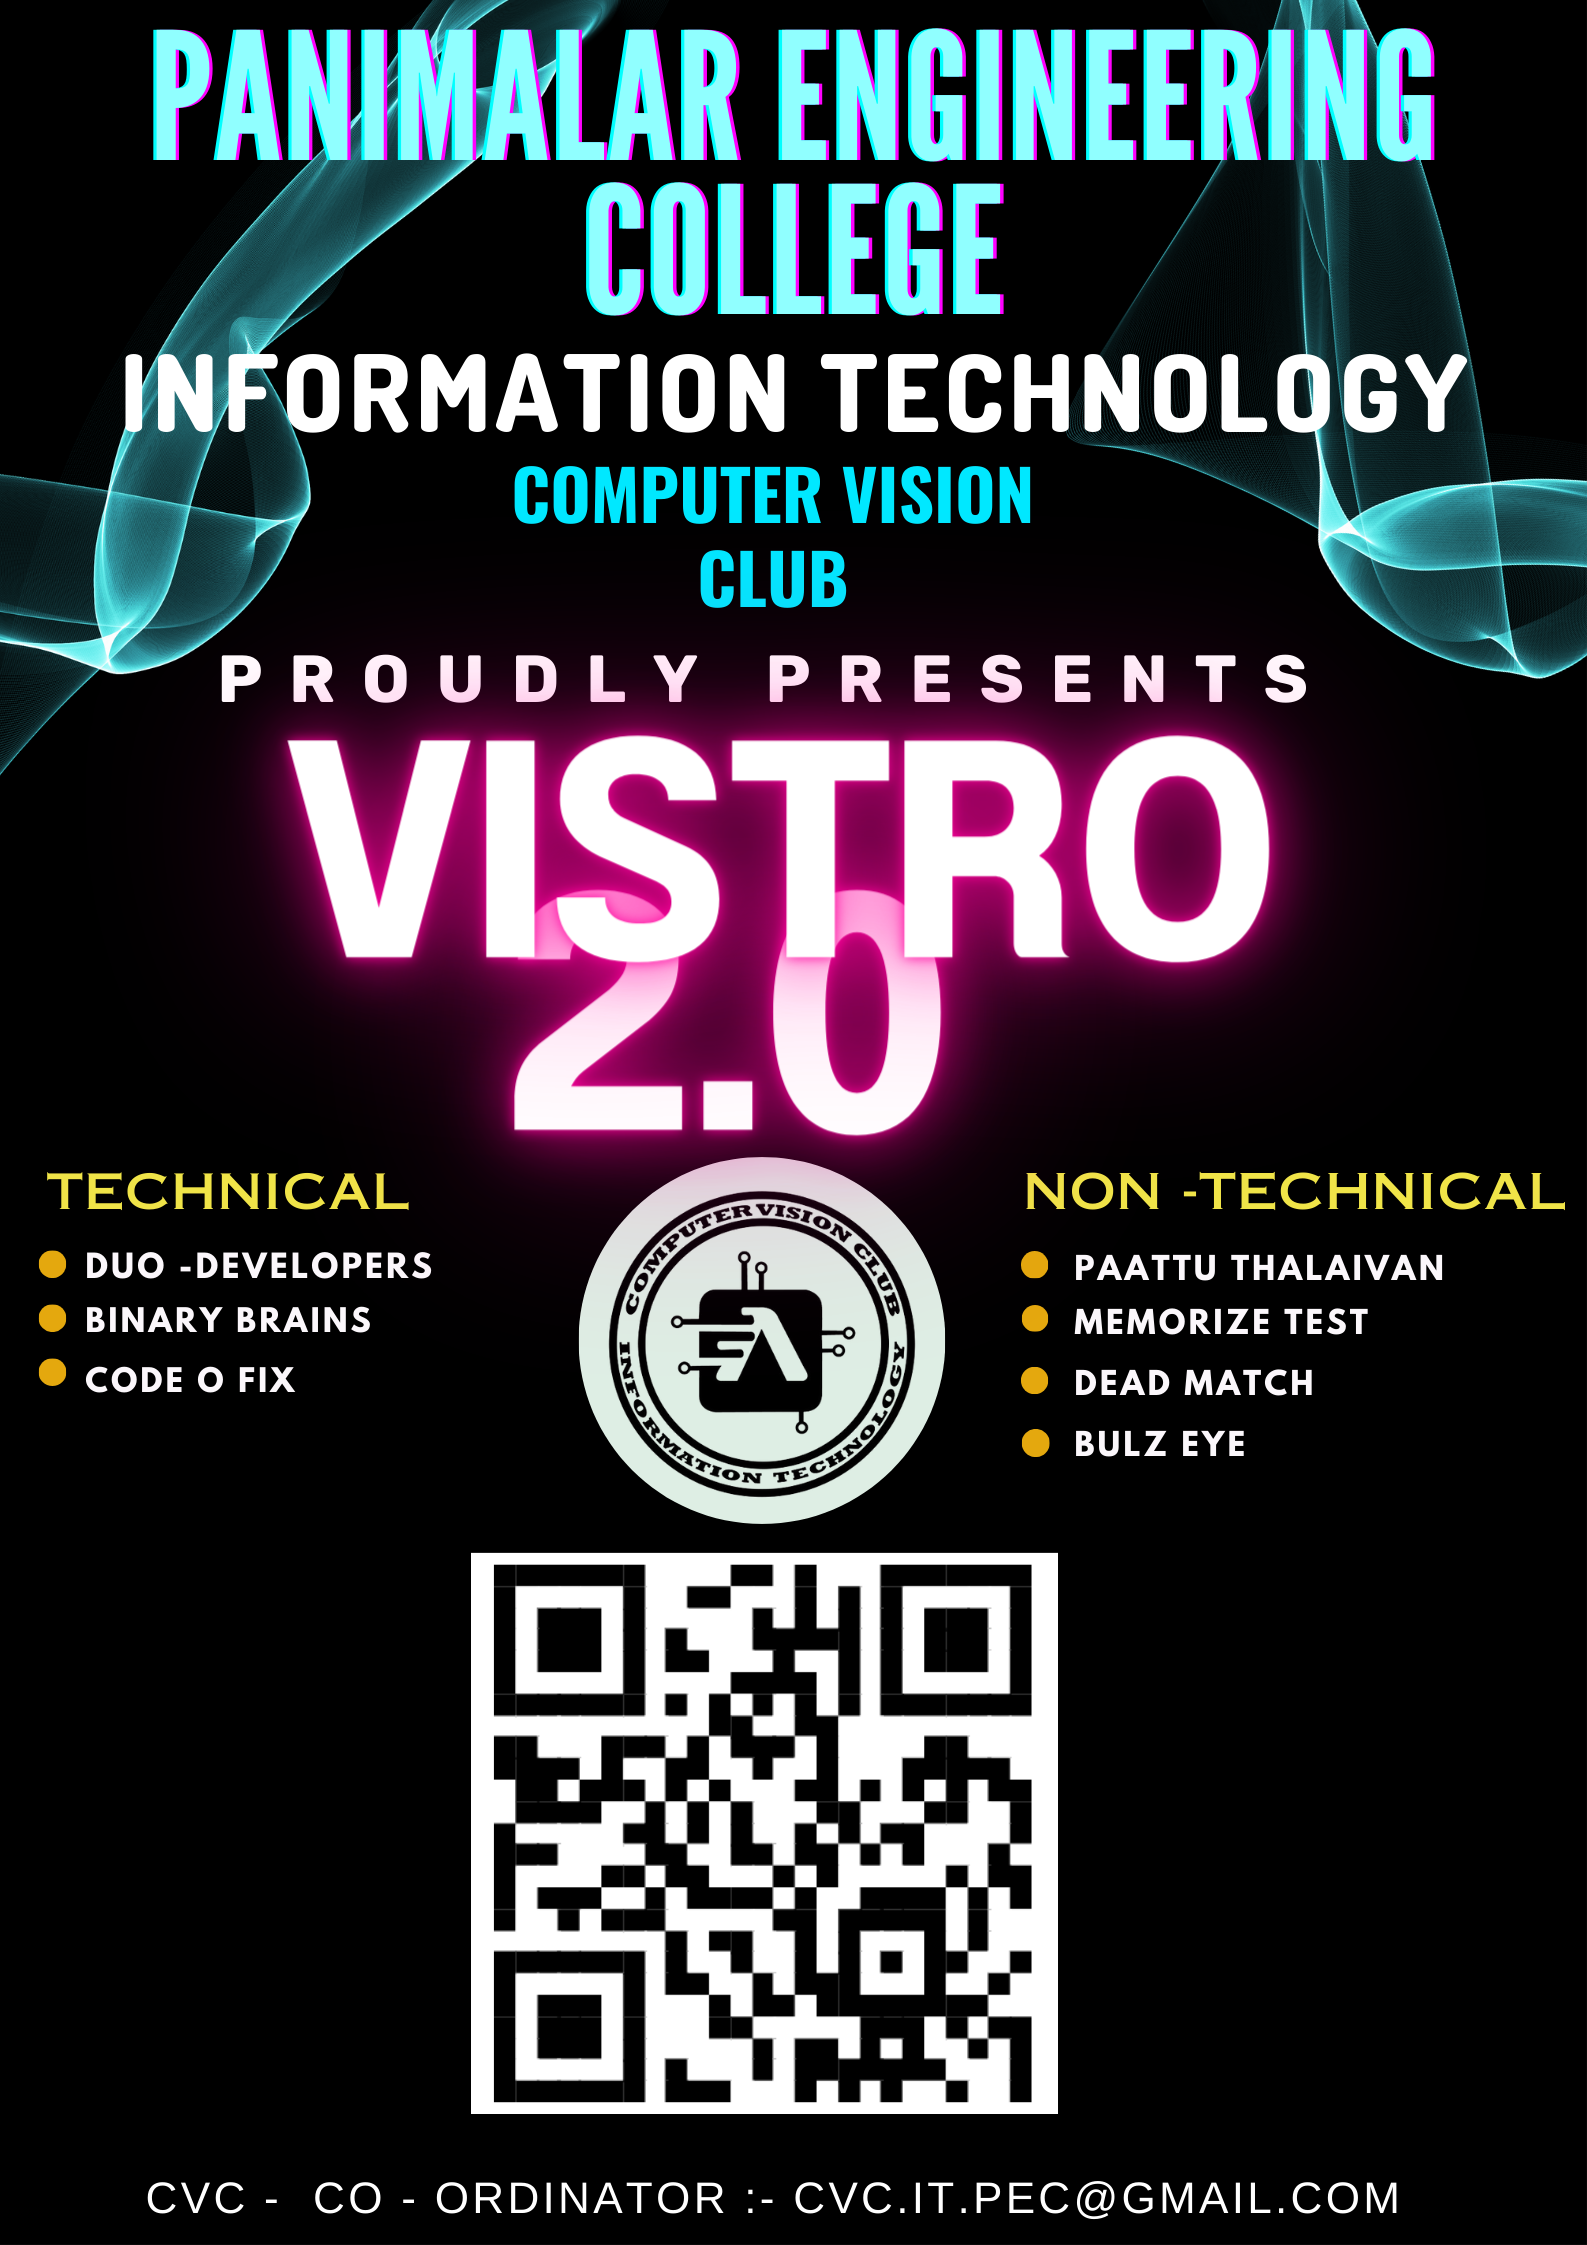 PANIMALAR ENGINEERING
COLLEGE
INFORMATION TECHNOLOGY
COMPUTER VISION
CLUB
PROUDLY PRESENTS
VISTRO
2.0
TECHNICAL
DUO -DEVELOPERS
BINARY BRAINS
CODE O FIX
COMPUTER VISION CLUB
INFORMATION TECHNOLOGY
NON -TECHNICAL
PAATTU THALAIVAN
MEMORIZE TEST
DEAD MATCH
BULZ EYE
CVC -  CO - ORDINATOR :- CVC.IT.PEC@GMAIL.COM